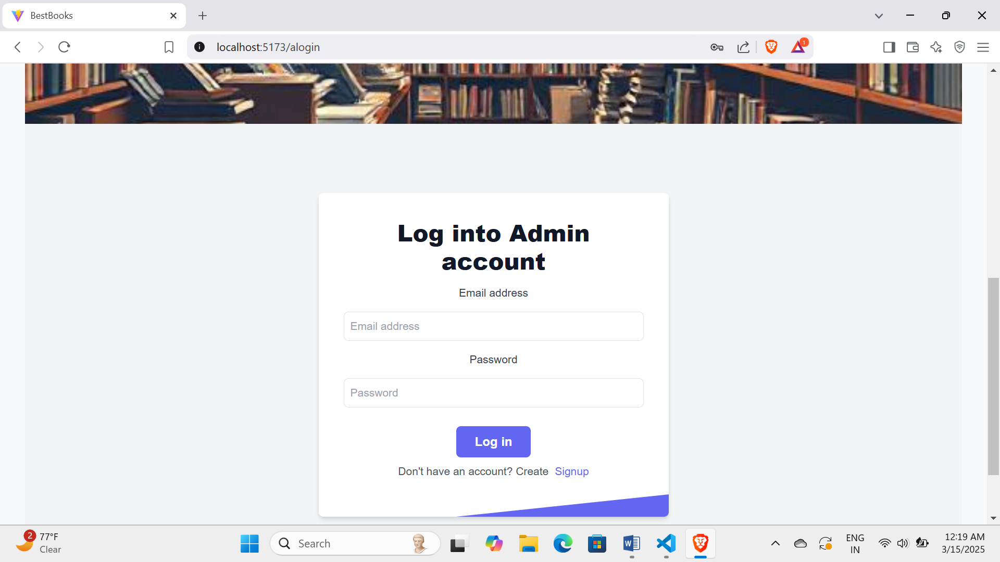 BestBooks
localhost:5173/alogin
1
Log into Admin
account
Email address
Email address
Password
Password
Log in
Don't have an account? Create Signup
2
77°F
Clear
Search
W
ENG
IN
12:19 AM
3/15/2025